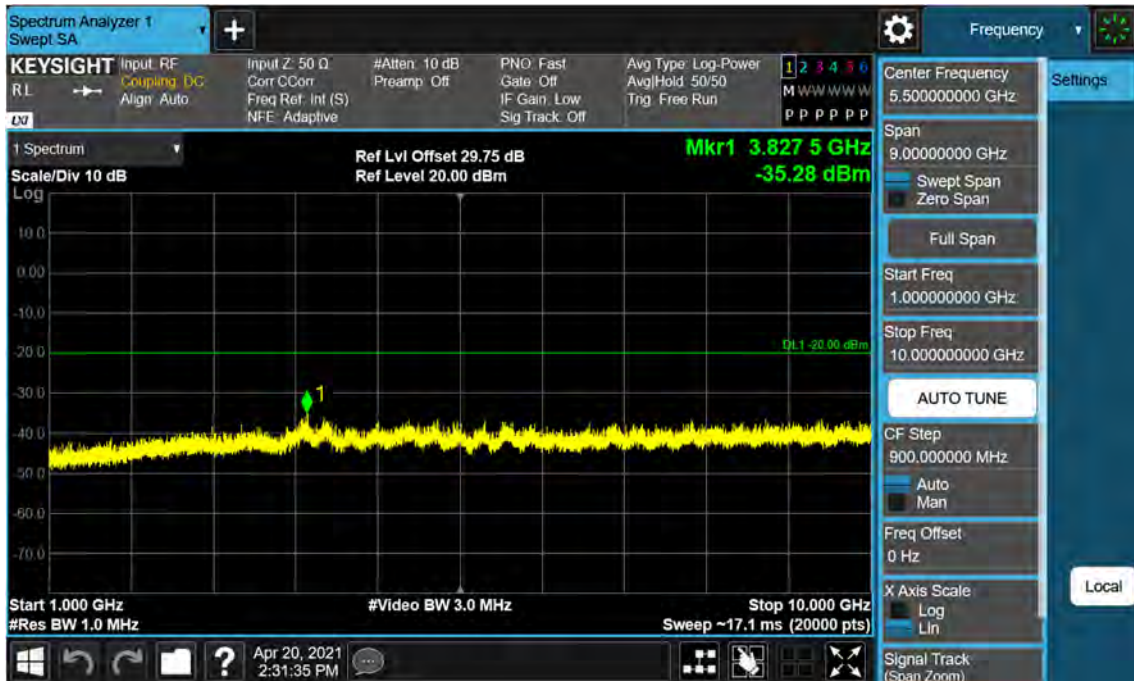 Spectrum Analyzer 1
Swept SA
+
Frequency
KEYSIGHT
RL
LXI
Input: RF
Coupling: DC
Align: Auto
Input Z: 50 Ω
Corr CCorr
Freq Ref: Int (S)
NFE: Adaptive
#Atten: 10 dB
Preamp: Off
PNO: Fast
Gate: Off
IF Gain: Low
Sig Track: Off
Avg Type: Log-Power
Avg|Hold: 50/50
Trig: Free Run
1 2 3 4 5 6
M W W W W W
P P P P P P
1 Spectrum
Scale/Div 10 dB
Ref Lvl Offset 29.75 dB
Ref Level 20.00 dBm
Mkr1 3.827 5 GHz
-35.28 dBm
Log
10.0
0.00
-10.0
-20.0
DL1 -20.00 dBm
-30.0
1
-40.0
-50.0
-60.0
-70.0
Start 1.000 GHz
#Video BW 3.0 MHz
Stop 10.000 GHz
#Res BW 1.0 MHz
Sweep ~17.1 ms (20000 pts)
?
Apr 20, 2021
2:31:35 PM
Center Frequency
5.500000000 GHz
Span
9.00000000 GHz
Swept Span
Zero Span
Full Span
Start Freq
1.000000000 GHz
Stop Freq
10.000000000 GHz
AUTO TUNE
CF Step
900.000000 MHz
Auto
Man
Freq Offset
0 Hz
X Axis Scale
Log
Lin
Signal Track
(Span Zoom)
Settings
Local